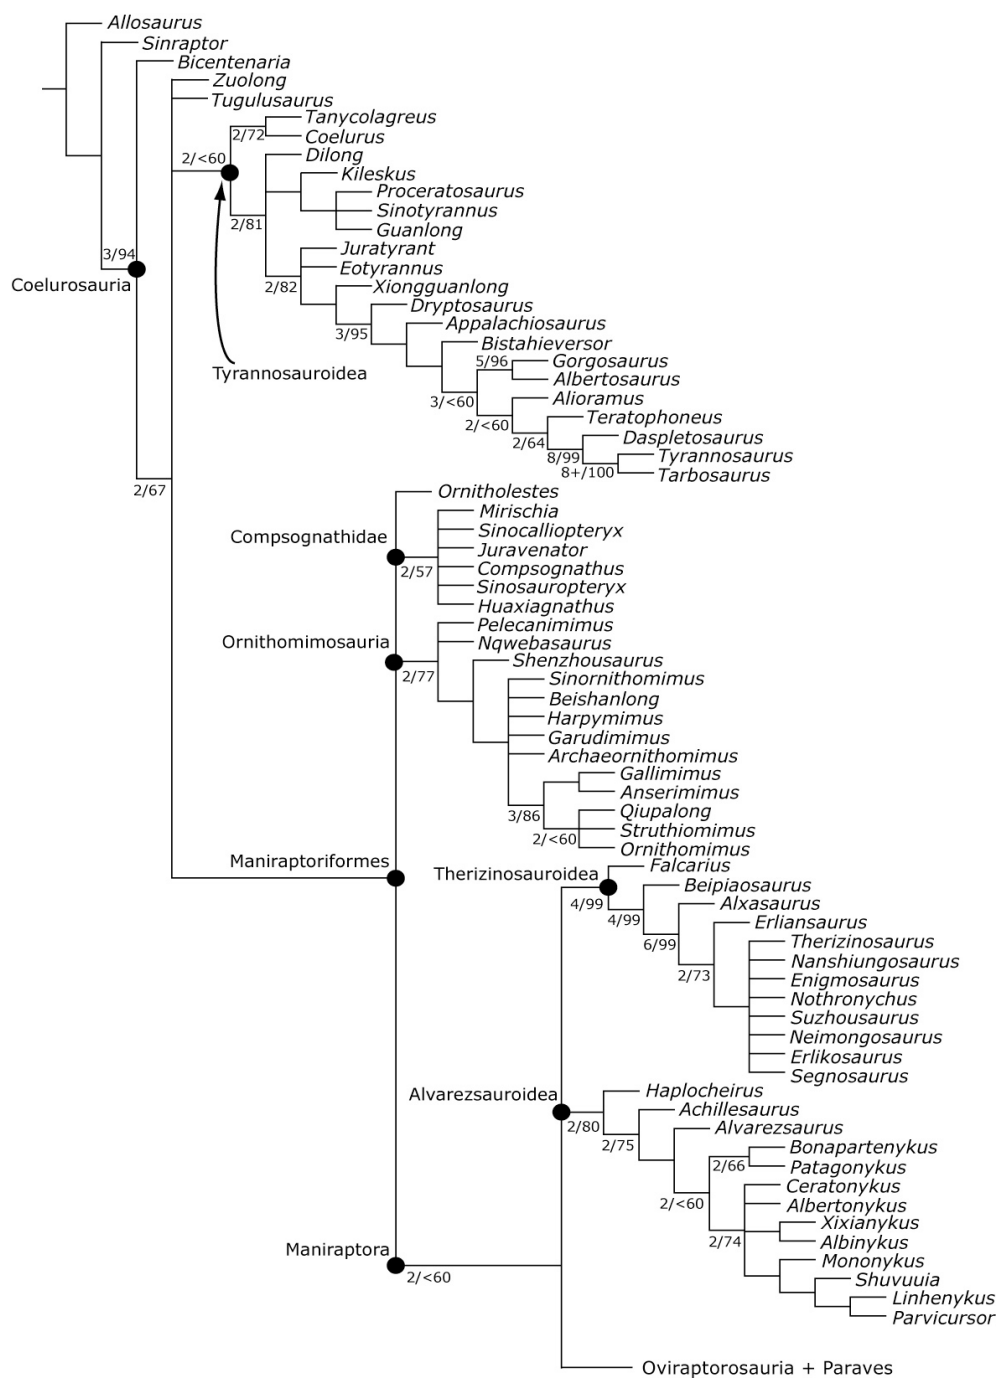 Allosaurus
Sinraptor
Bicentenaria
Zuolong
Tugulusaurus
Tanycolagreus
2/72
Coelurus
2/<60
Dilong
Kileskus
Proceratosaurus
Sinotyrannus
2/81
Guanlong
3/94
Juratyrant
Eotyrannus
Coelurosauria
2/82
Xiongguanlong
Dryptosaurus
3/95
Appalachiosaurus
Bistahieversor
Tyrannosauroidea
5/96
Gorgosaurus
Albertosaurus
3/<60
Alioramus
2/<60
Teratophoneus
2/64
Daspletosaurus
8/99
Tyrannosaurus
8+/100
Tarbosaurus
2/67
Ornitholestes
Mirischia
Compsognathidae
Sinocalliopteryx
Juravenator
2/57
Compsognathus
Sinosauropteryx
Huaxiagnathus
Pelecanimimus
Ornithomimosauria
Nqwebasaurus
Shenzhousaurus
2/77
Sinornithomimus
Beishanlong
Harpymimus
Garudimimus
Archaeornithomimus
Gallimimus
Anserimimus
3/86
Qiupalong
2/<60
Struthiomimus
Ornithomimus
Maniraptoriformes
Therizinosauroidea
Falcarius
Beipiaosaurus
4/99
4/99
Alxasaurus
6/99
Erliansaurus
2/73
Therizinosaurus
Nanshiungosaurus
Enigmosaurus
Nothronychus
Suzhousaurus
Neimongosaurus
Erlikosaurus
Segnosaurus
Alvarezsauroidea
Haplocheirus
2/80
Achillesaurus
2/75
Alvarezsaurus
Bonapartenykus
2/66
Patagonykus
Ceratonykus
2/<60
Albertonykus
Xixianykus
2/74
Albinykus
Maniraptora
Mononykus
2/<60
Shuvuuia
Linhenykus
Parvicursor
Oviraptorosauria + Paraves